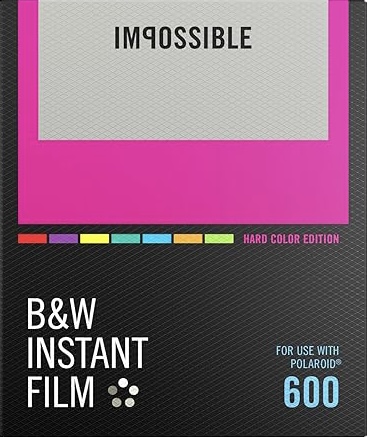 IMPOSSIBLE
HARD COLOR EDITION
B&W
INSTANT
FILM
FOR USE WITH
POLAROID®
600